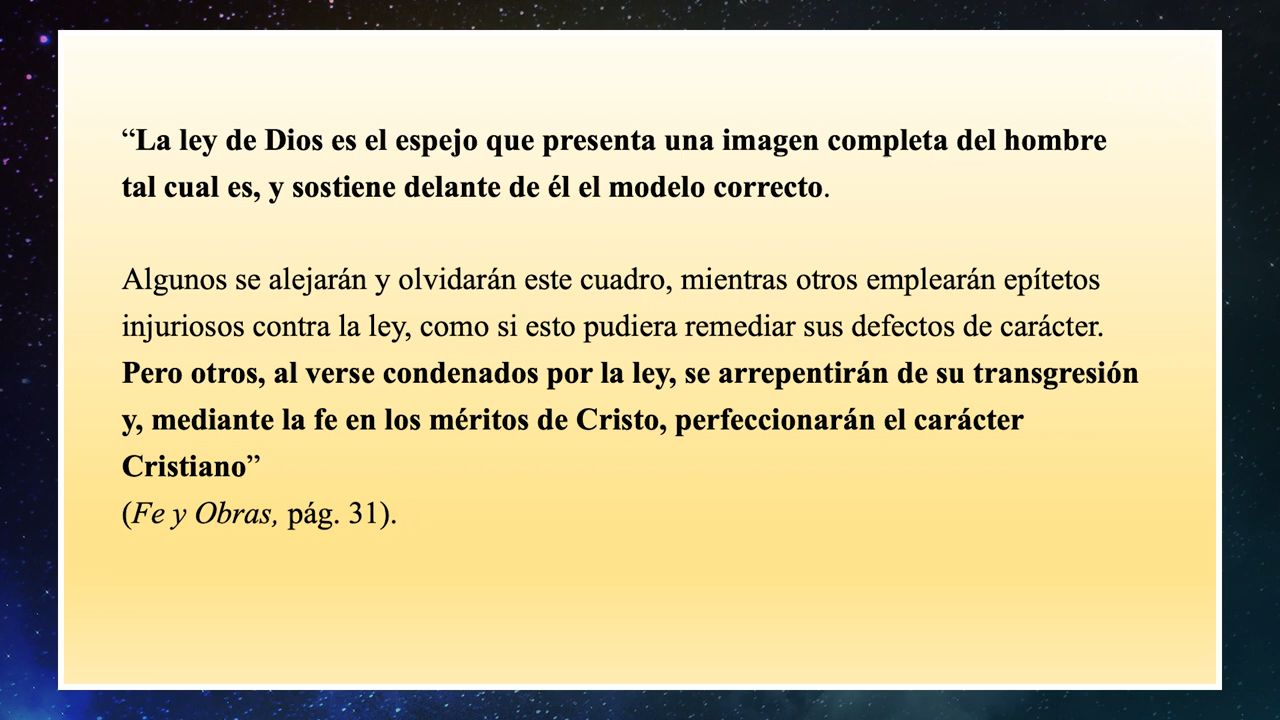 “La ley de Dios es el espejo que presenta una imagen completa del hombre
tal cual es, y sostiene delante de él el modelo correcto.
Algunos se alejarán y olvidarán este cuadro, mientras otros emplearán epítetos
injuriosos contra la ley, como si esto pudiera remediar sus defectos de carácter.
Pero otros, al verse condenados por la ley, se arrepentirán de su transgresión
y, mediante la fe en los méritos de Cristo, perfeccionarán el carácter
Cristiano”
(Fe y Obras, pág. 31).